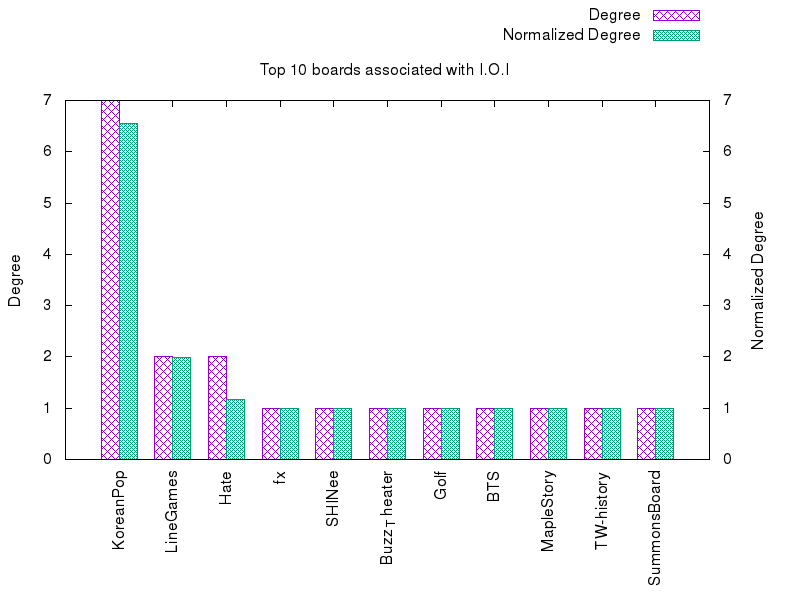 Degree
Normalized Degree
Top 10 boards associated with I.O.I
7
6
5
4
3
2
1
0
Degree
7
6
5
4
3
2
1
0
Normalized Degree
KoreanPop
LineGames
Hate
fx
SHINee
BuzzTheater
Golf
BTS
MapleStory
TW-history
SummonsBoard